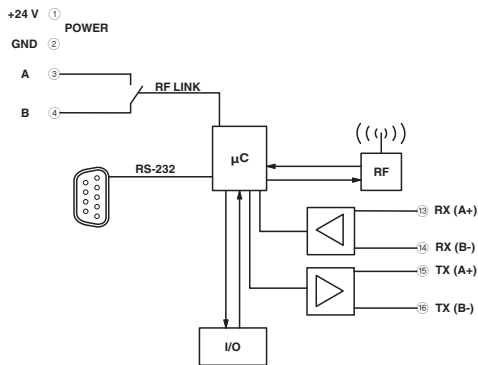 +24 V ①
POWER
GND ②
A ③
RF LINK
B ④
µC
RS-232
RF
⑬ RX (A+)
⑭ RX (B-)
⑮ TX (A+)
⑯ TX (B-)
I/O